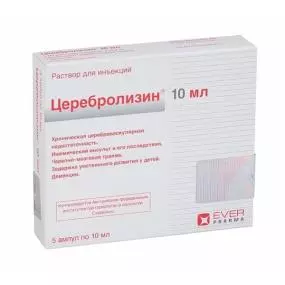 Раствор для инъекций
Церебролизин® 10 мл
Хроническая цереброваскулярная
недостаточность.
Ишемический инсульт и его последствия.
Черепно-мозговая травма.
Задержка умственного развития у детей.
Деменции.
5 ампул по 10 мл
EVER
PHARMA